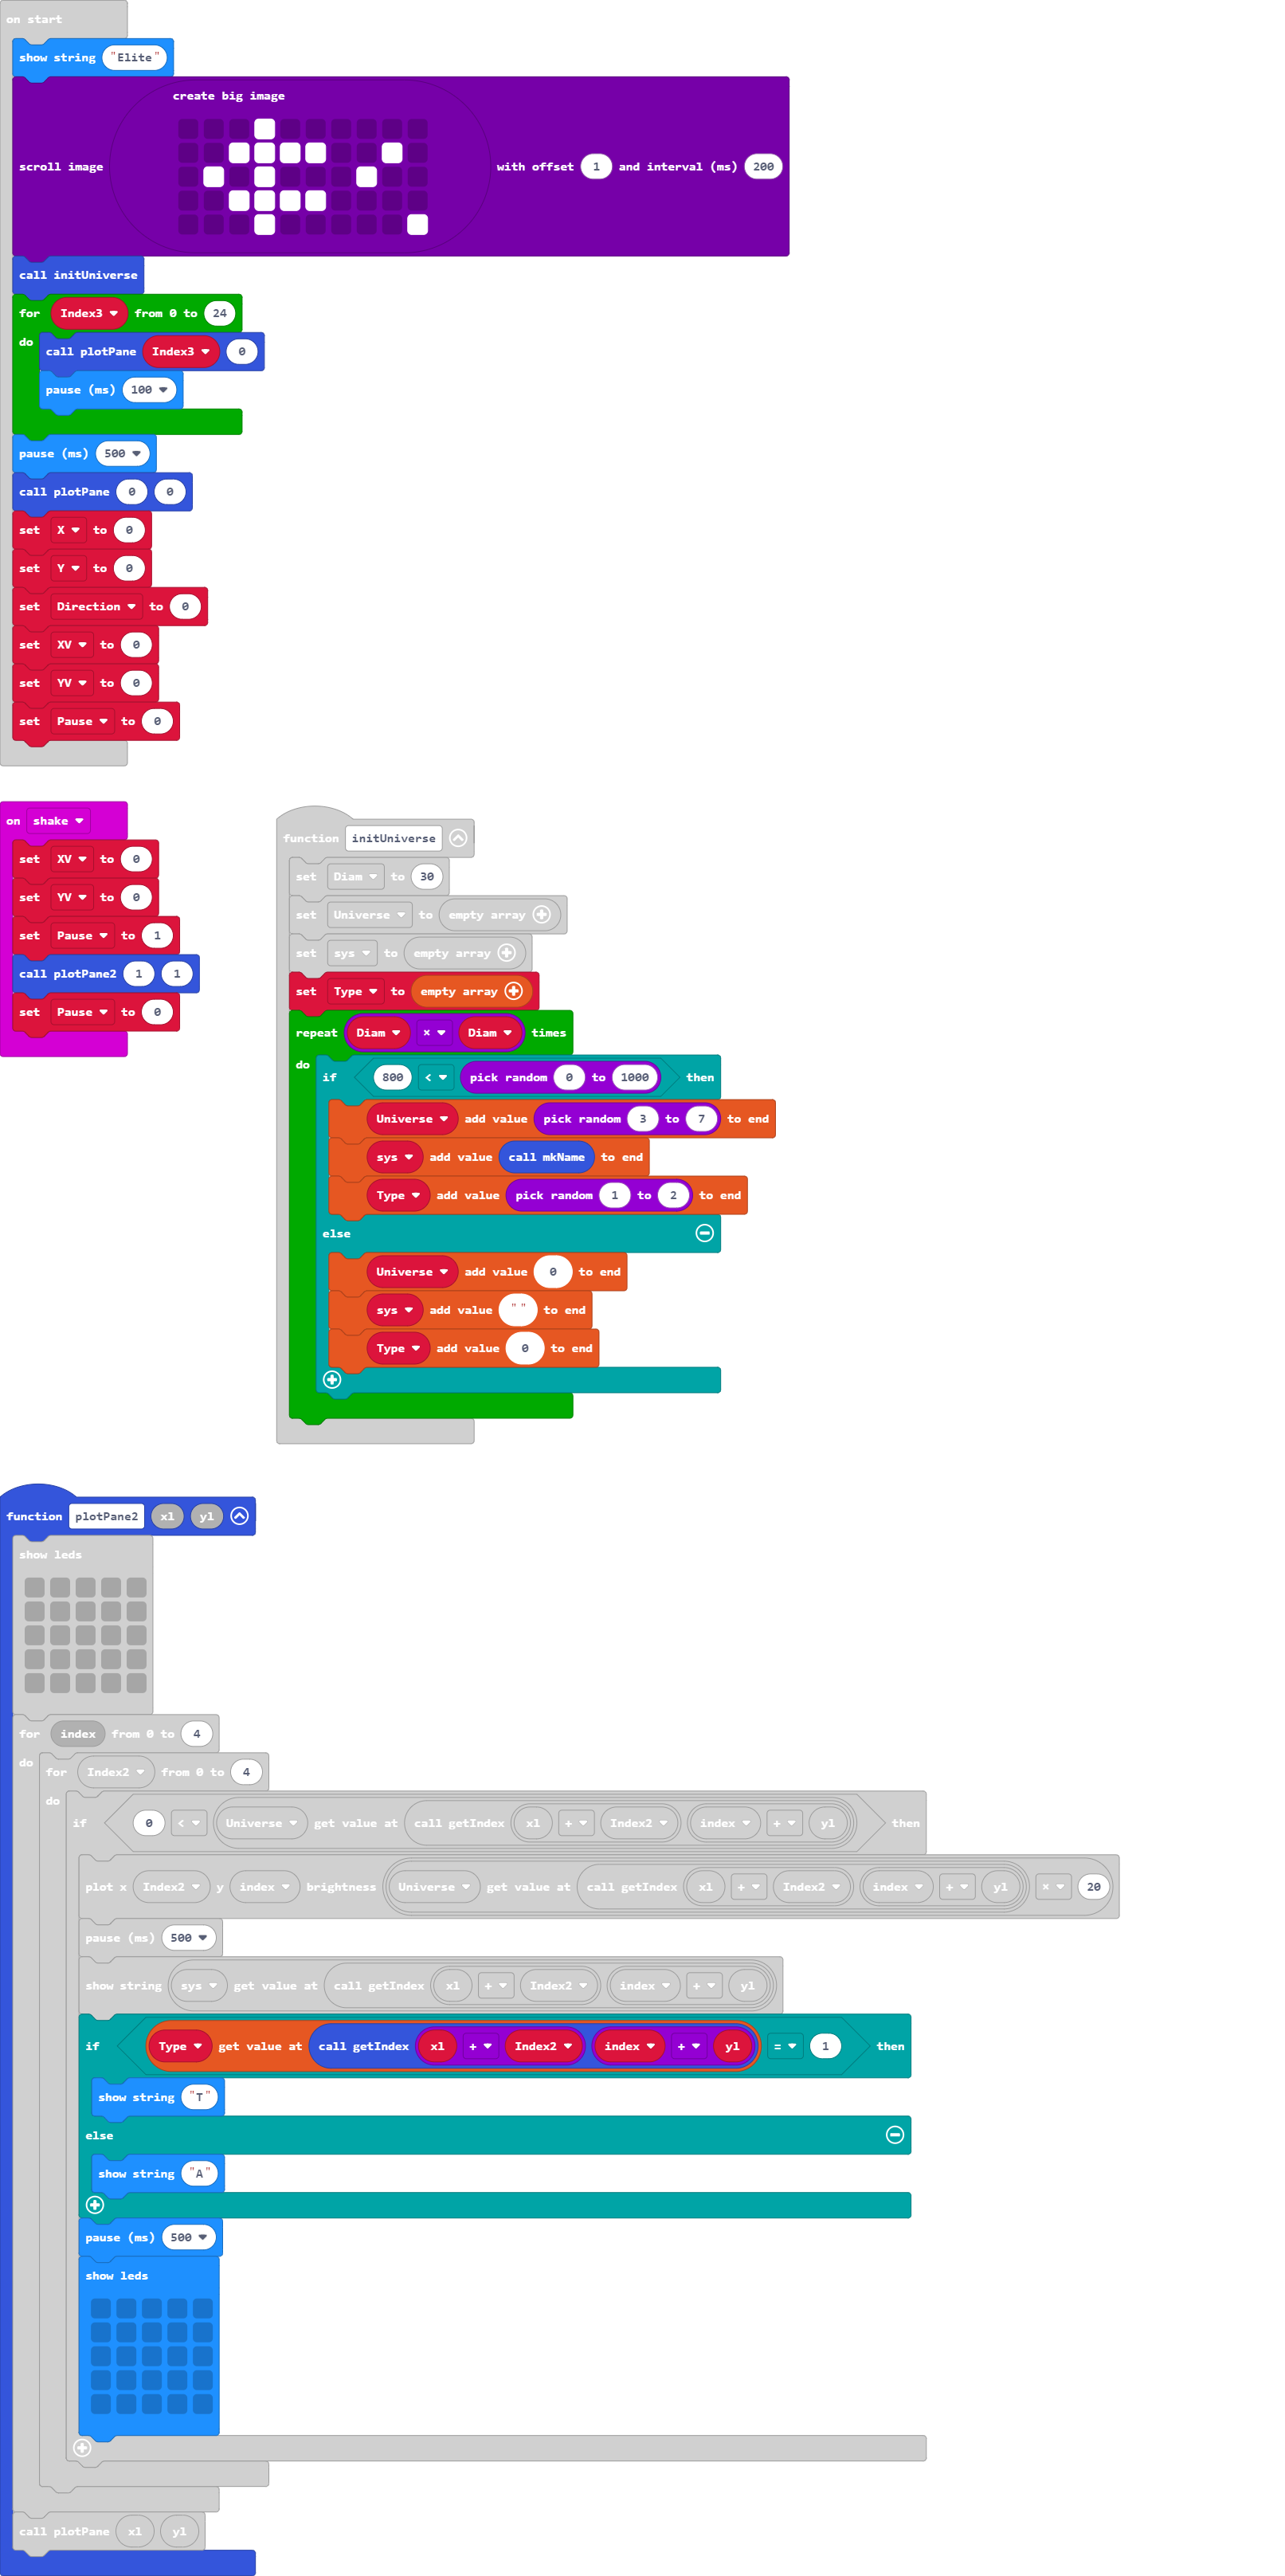 on start
show string "Elite"
create big image
scroll image with offset 1 and interval (ms) 200
call initUniverse
for Index3 from 0 to 24
do
call plotPane Index3 0
pause (ms) 100
pause (ms) 500
call plotPane 0 0
set X to 0
set Y to 0
set Direction to 0
set XV to 0
set YV to 0
set Pause to 0
on shake
set XV to 0
set YV to 0
set Pause to 1
call plotPane2 1 1
set Pause to 0
function initUniverse
set Diam to 30
set Universe to empty array
set sys to empty array
set Type to empty array
repeat Diam × Diam times
do
if 800 < pick random 0 to 1000 then
Universe add value pick random 3 to 7 to end
sys add value call mkName to end
Type add value pick random 1 to 2 to end
else
Universe add value 0 to end
sys add value "" to end
Type add value 0 to end
function plotPane2 xl yl
show leds
for index from 0 to 4
do
for Index2 from 0 to 4
do
if 0 < Universe get value at call getIndex xl + Index2 index + yl then
plot x Index2 y index brightness Universe get value at call getIndex xl + Index2 index + yl × 20
pause (ms) 500
show string sys get value at call getIndex xl + Index2 index + yl
if Type get value at call getIndex xl + Index2 index + yl = 1 then
show string "T"
else
show string "A"
pause (ms) 500
show leds
call plotPane xl yl